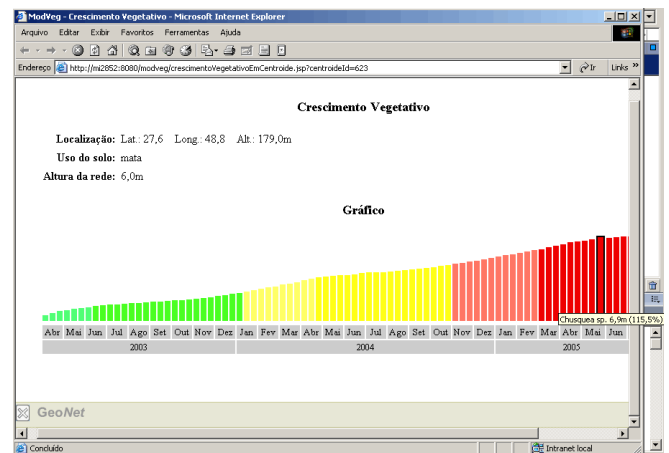 ModVeg - Crescimento Vegetativo - Microsoft Internet Explorer
Arquivo Editar Exibir Favoritos Ferramentas Ajuda
Endereço http://mi2852:8080/modveg/crescimentoVegetativoEmCentroide.jsp?centroideId=623 Ir Links »
Crescimento Vegetativo
Localização: Lat.: 27,6 Long.: 48,8 Alt.: 179,0m
Uso do solo: mata
Altura da rede: 6,0m
Gráfico
Chusquea sp. 6,9m (115,5%)
Abr Mai Jun Jul Ago Set Out Nov Dez Jan Fev Mar Abr Mai Jun Jul Ago Set Out Nov Dez Jan Fev Mar Abr Mai Jun
2003 2004 2005
GeoNet
Concluído Intranet local